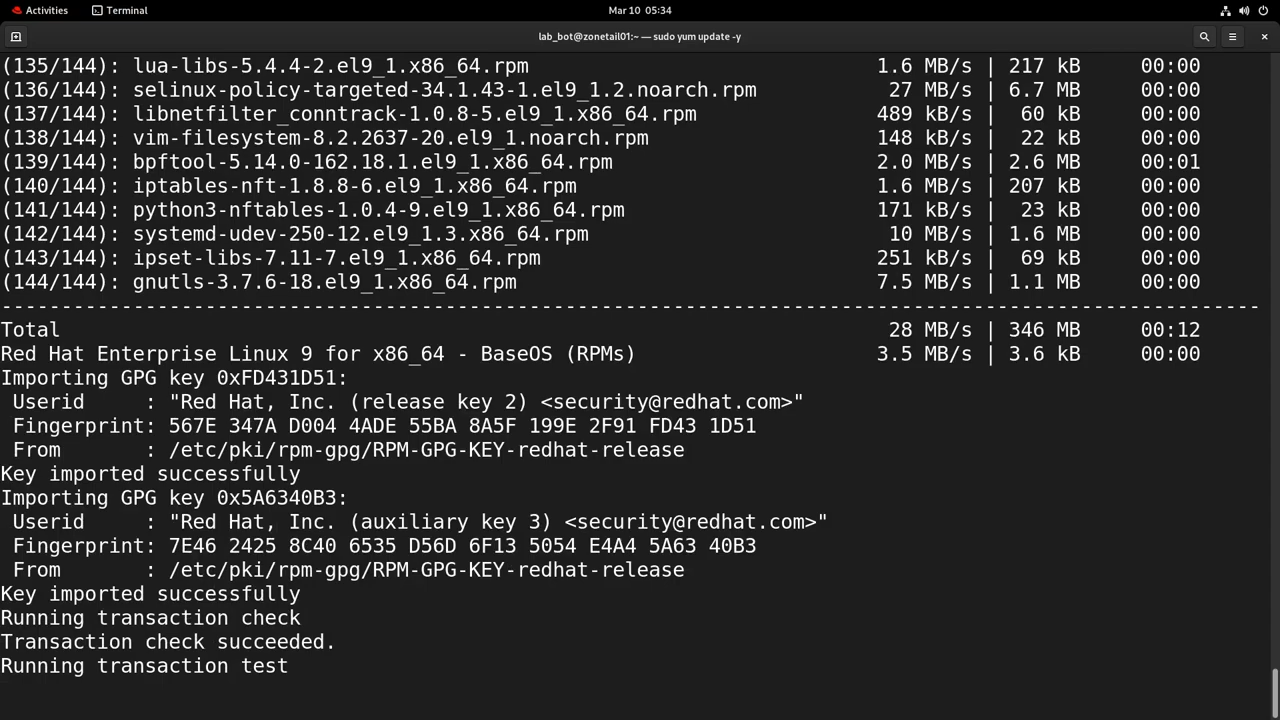 Activities Terminal Mar 10 05:34
lab_bot@zonetail01:~ — sudo yum update -y
(135/144): lua-libs-5.4.4-2.el9_1.x86_64.rpm 1.6 MB/s | 217 kB 00:00
(136/144): selinux-policy-targeted-34.1.43-1.el9_1.2.noarch.rpm 27 MB/s | 6.7 MB 00:00
(137/144): libnetfilter_conntrack-1.0.8-5.el9_1.x86_64.rpm 489 kB/s | 60 kB 00:00
(138/144): vim-filesystem-8.2.2637-20.el9_1.noarch.rpm 148 kB/s | 22 kB 00:00
(139/144): bpftool-5.14.0-162.18.1.el9_1.x86_64.rpm 2.0 MB/s | 2.6 MB 00:01
(140/144): iptables-nft-1.8.8-6.el9_1.x86_64.rpm 1.6 MB/s | 207 kB 00:00
(141/144): python3-nftables-1.0.4-9.el9_1.x86_64.rpm 171 kB/s | 23 kB 00:00
(142/144): systemd-udev-250-12.el9_1.3.x86_64.rpm 10 MB/s | 1.6 MB 00:00
(143/144): ipset-libs-7.11-7.el9_1.x86_64.rpm 251 kB/s | 69 kB 00:00
(144/144): gnutls-3.7.6-18.el9_1.x86_64.rpm 7.5 MB/s | 1.1 MB 00:00
---------------------------------------------------------------------------------------------------------
Total 28 MB/s | 346 MB 00:12
Red Hat Enterprise Linux 9 for x86_64 - BaseOS (RPMs) 3.5 MB/s | 3.6 kB 00:00
Importing GPG key 0xFD431D51:
Userid : "Red Hat, Inc. (release key 2) <security@redhat.com>"
Fingerprint: 567E 347A D004 4ADE 55BA 8A5F 199E 2F91 FD43 1D51
From : /etc/pki/rpm-gpg/RPM-GPG-KEY-redhat-release
Key imported successfully
Importing GPG key 0x5A6340B3:
Userid : "Red Hat, Inc. (auxiliary key 3) <security@redhat.com>"
Fingerprint: 7E46 2425 8C40 6535 D56D 6F13 5054 E4A4 5A63 40B3
From : /etc/pki/rpm-gpg/RPM-GPG-KEY-redhat-release
Key imported successfully
Running transaction check
Transaction check succeeded.
Running transaction test